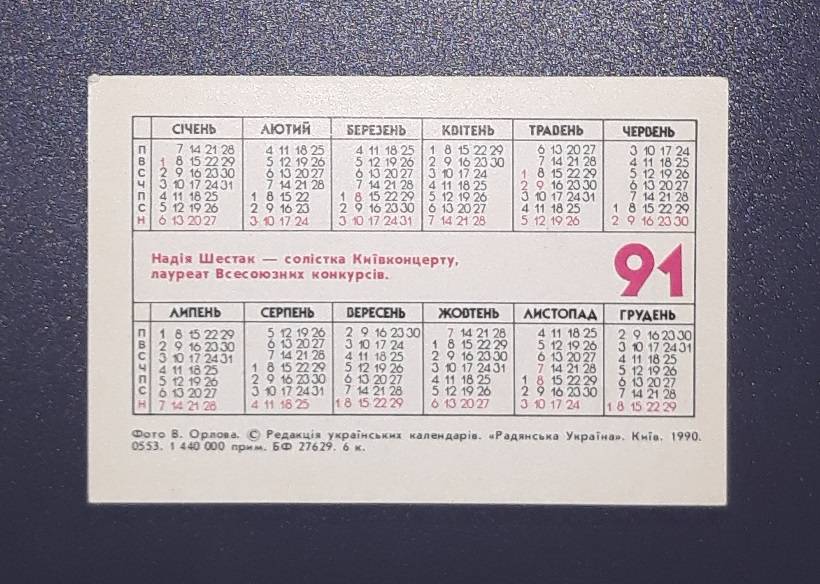 СІЧЕНЬ ЛЮТИЙ БЕРЕЗЕНЬ КВІТЕНЬ ТРАВЕНЬ ЧЕРВЕНЬ
П 7 14 21 28 4 11 18 25 4 11 18 25 1 8 15 22 29 6 13 20 27 3 10 17 24
В 1 8 15 22 29 5 12 19 26 5 12 19 26 2 9 16 23 30 7 14 21 28 4 11 18 25
С 2 9 16 23 30 6 13 20 27 6 13 20 27 3 10 17 24 1 8 15 22 29 5 12 19 26
Ч 3 10 17 24 31 7 14 21 28 7 14 21 28 4 11 18 25 2 9 16 23 30 6 13 20 27
П 4 11 18 25 1 8 15 22 1 8 15 22 29 5 12 19 26 3 10 17 24 31 7 14 21 28
С 5 12 19 26 2 9 16 23 2 9 16 23 30 6 13 20 27 4 11 18 25 1 8 15 22 29
Н 6 13 20 27 3 10 17 24 3 10 17 24 31 7 14 21 28 5 12 19 26 2 9 16 23 30
Надія Шестак — солістка Київконцерту,
лауреат Всесоюзних конкурсів.
91
ЛИПЕНЬ СЕРПЕНЬ ВЕРЕСЕНЬ ЖОВТЕНЬ ЛИСТОПАД ГРУДЕНЬ
П 1 8 15 22 29 5 12 19 26 2 9 16 23 30 7 14 21 28 4 11 18 25 2 9 16 23 30
В 2 9 16 23 30 6 13 20 27 3 10 17 24 1 8 15 22 29 5 12 19 26 3 10 17 24 31
С 3 10 17 24 31 7 14 21 28 4 11 18 25 2 9 16 23 30 6 13 20 27 4 11 18 25
Ч 4 11 18 25 1 8 15 22 29 5 12 19 26 3 10 17 24 31 7 14 21 28 5 12 19 26
П 5 12 19 26 2 9 16 23 30 6 13 20 27 4 11 18 25 1 8 15 22 29 6 13 20 27
С 6 13 20 27 3 10 17 24 31 7 14 21 28 5 12 19 26 2 9 16 23 30 7 14 21 28
Н 7 14 21 28 4 11 18 25 1 8 15 22 29 6 13 20 27 3 10 17 24 1 8 15 22 29
Фото В. Орлова. © Редакція українських календарів. «Радянська Україна». Київ. 1990.
0553. 1 440 000 прим. БФ 27629. 6 к.